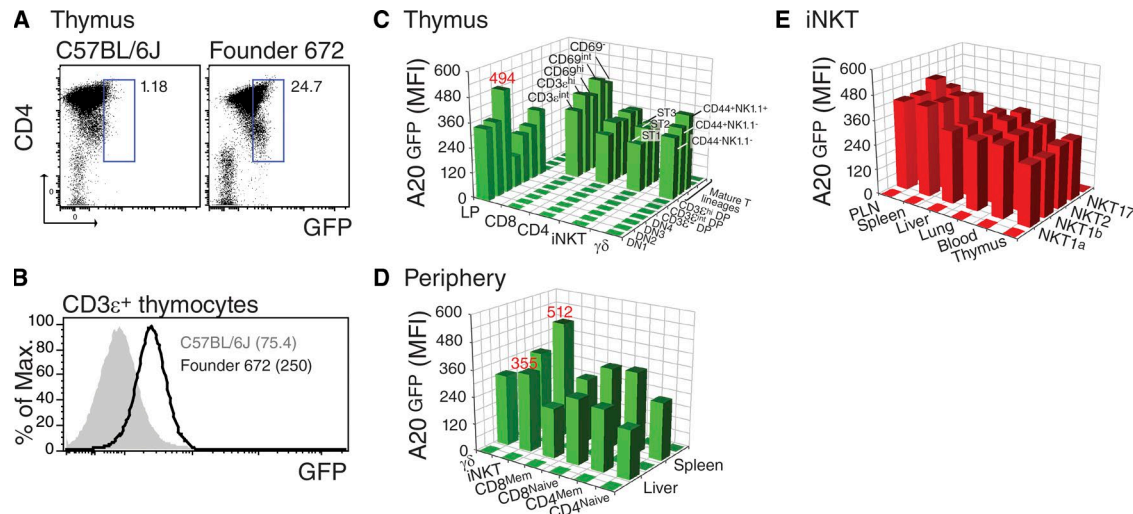 A Thymus
C57BL/6J
Founder 672
1.18
24.7
CD4
0
0
GFP
B CD3ε⁺ thymocytes
100
80
60
40
20
0
% of Max.
C57BL/6J (75.4)
Founder 672 (250)
GFP
C Thymus
A20 GFP (MFI)
600
480
360
240
120
0
494
CD69⁻
CD69ⁱⁿᵗ
CD69ʰⁱ
CD3εʰⁱ
CD3εⁱⁿᵗ
ST3
ST2
ST1
CD44⁺NK1.1⁺
CD44⁺NK1.1⁻
CD44⁻NK1.1⁻
LP
CD8
CD4
iNKT
γδ
Mature T
lineages
CD3εʰⁱ DP
CD3εⁱⁿᵗ DP
CD3ε⁻ DP
DN4
DN3
DN2
DN1
D Periphery
A20 GFP (MFI)
600
480
360
240
120
0
512
355
γδ
iNKT
CD8ᴹᵉᵐ
CD8ᴺᵃⁱᵛᵉ
CD4ᴹᵉᵐ
CD4ᴺᵃⁱᵛᵉ
Spleen
Liver
E iNKT
A20 GFP (MFI)
600
480
360
240
120
0
PLN
Spleen
Liver
Lung
Blood
Thymus
NKT17
NKT2
NKT1b
NKT1a